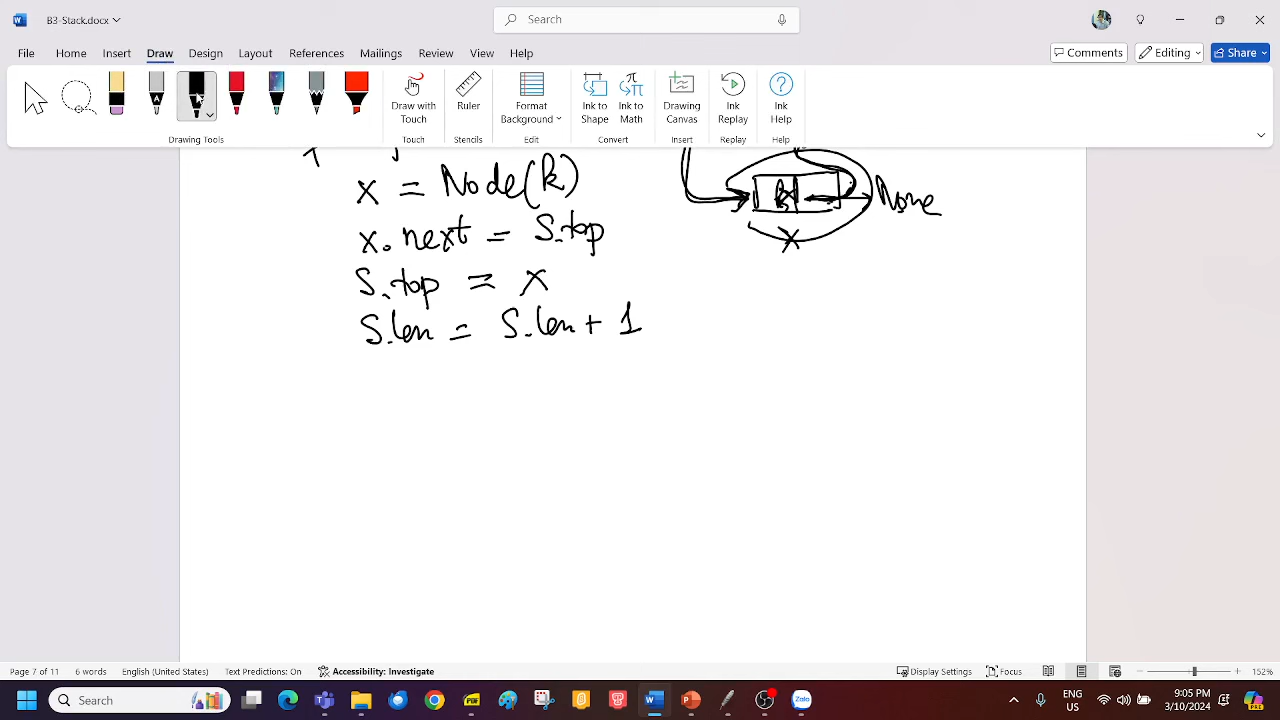 B3-Stack.docx
Search
File Home Insert Draw Design Layout References Mailings Review View Help
Comments Editing Share
Draw with Touch
Ruler
Format Background
Ink to Shape
Ink to Math
Drawing Canvas
Ink Replay
Ink Help
Drawing Tools Touch Stencils Edit Convert Insert Replay Help
x = Node(k)
x.next = S.top
S.top = x
S.len = S.len + 1
None
x
Page 7 of 11 6 words English (United States) Text Predictions: On Accessibility: Investigate Display Settings Focus 152%
Search
ENG
US
9:05 PM
3/10/2024